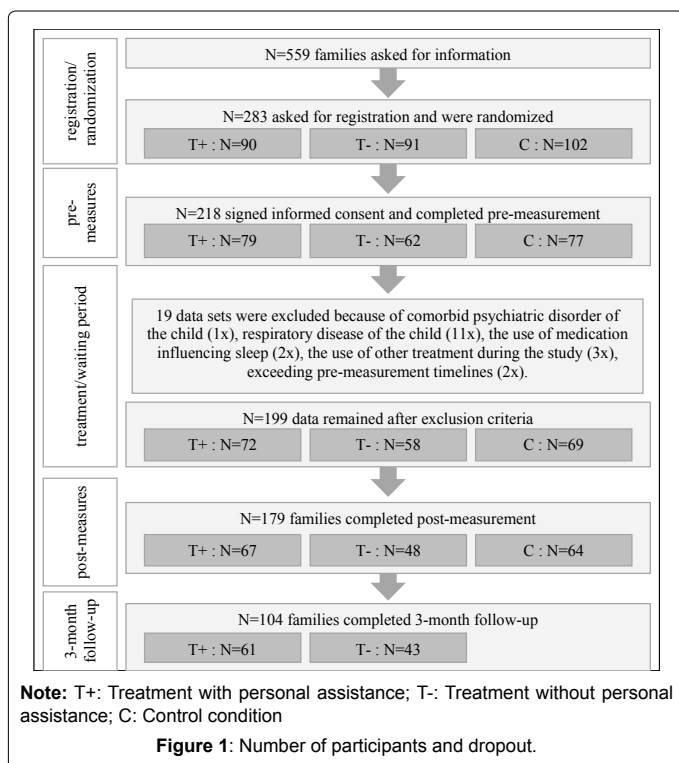 registration/
randomization
N=559 families asked for information
N=283 asked for registration and were randomized
T+ : N=90 T- : N=91 C : N=102
pre-
measures
N=218 signed informed consent and completed pre-measurement
T+ : N=79 T- : N=62 C : N=77
treatment/waiting period
19 data sets were excluded because of comorbid psychiatric disorder of
the child (1x), respiratory disease of the child (11x), the use of medication
influencing sleep (2x), the use of other treatment during the study (3x),
exceeding pre-measurement timelines (2x).
N=199 data remained after exclusion criteria
T+ : N=72 T- : N=58 C : N=69
post-measures
N=179 families completed post-measurement
T+ : N=67 T- : N=48 C : N=64
3-month
follow-up
N=104 families completed 3-month follow-up
T+ : N=61 T- : N=43
Note: T+: Treatment with personal assistance; T-: Treatment without personal
assistance; C: Control condition
Figure 1: Number of participants and dropout.